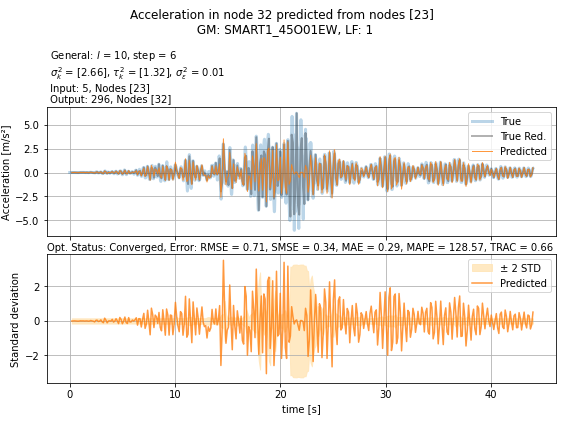 Acceleration in node 32 predicted from nodes [23]
GM: SMART1_45O01EW, LF: 1
General: l = 10, step = 6
σ²ₖ = [2.66], τ²ₖ = [1.32], σ²ε = 0.01
Input: 5, Nodes [23]
Output: 296, Nodes [32]
True
True Red.
Predicted
Acceleration [m/s²]
5.0
2.5
0.0
−2.5
−5.0
Opt. Status: Converged, Error: RMSE = 0.71, SMSE = 0.34, MAE = 0.29, MAPE = 128.57, TRAC = 0.66
± 2 STD
Predicted
Standard deviation
2
0
−2
0 10 20 30 40
time [s]